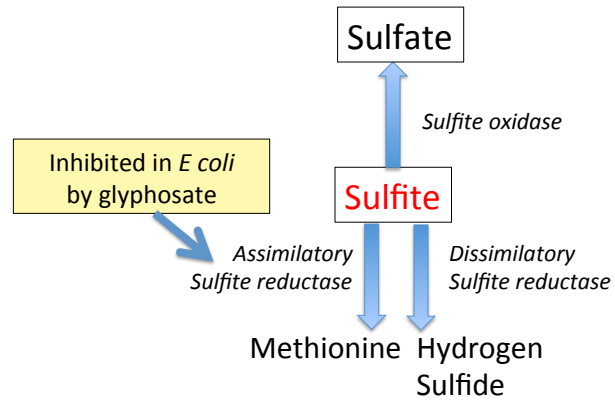 Sulfate
Sulfite oxidase
Inhibited in E coli
by glyphosate
Sulfite
Assimilatory
Sulfite reductase
Dissimilatory
Sulfite reductase
Methionine
Hydrogen
Sulfide